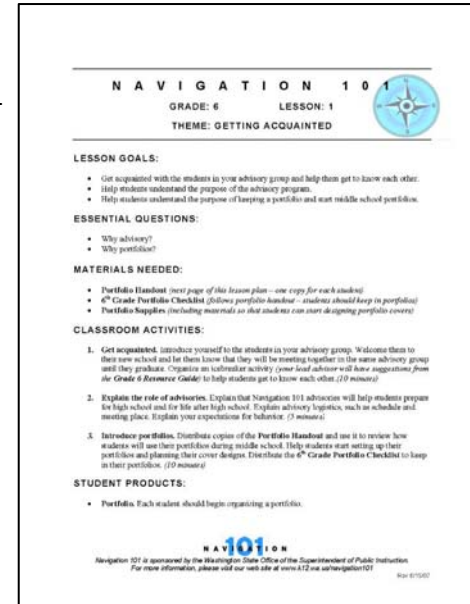 NAVIGATION 101
GRADE: 6 LESSON: 1
THEME: GETTING ACQUAINTED
LESSON GOALS:
• Get acquainted with the students in your advisory group and help them get to know each other.
• Help students understand the purpose of the advisory program.
• Help students understand the purpose of keeping a portfolio and start middle school portfolios.
ESSENTIAL QUESTIONS:
• Why advisory?
• Why portfolios?
MATERIALS NEEDED:
• Portfolio Handout (next page of this lesson plan – one copy for each student)
• 6th Grade Portfolio Checklist (follows portfolio handout – students should keep in portfolios)
• Portfolio Supplies (including materials so that students can start designing portfolio covers)
CLASSROOM ACTIVITIES:
1. Get acquainted. Introduce yourself to the students in your advisory group. Welcome them to
their new school and let them know that they will be meeting together in the same advisory group
until they graduate. Organize an icebreaker activity (your lead advisor will have suggestions from
the Grade 6 Resource Guide) to help students get to know each other. (10 minutes)
2. Explain the role of advisories. Explain that Navigation 101 advisories will help students prepare
for high school and for life after high school. Explain advisory logistics, such as schedule and
meeting place. Explain your expectations for behavior. (5 minutes)
3. Introduce portfolios. Distribute copies of the Portfolio Handout and use it to review how
students will use their portfolios during middle school. Help students start setting up their
portfolios and planning their cover designs. Distribute the 6th Grade Portfolio Checklist to keep
in their portfolios. (10 minutes)
STUDENT PRODUCTS:
• Portfolio. Each student should begin organizing a portfolio.
101
NAVIGATION
Navigation 101 is sponsored by the Washington State Office of the Superintendent of Public Instruction.
For more information, please visit our web site at www.k12.wa.us/navigation101